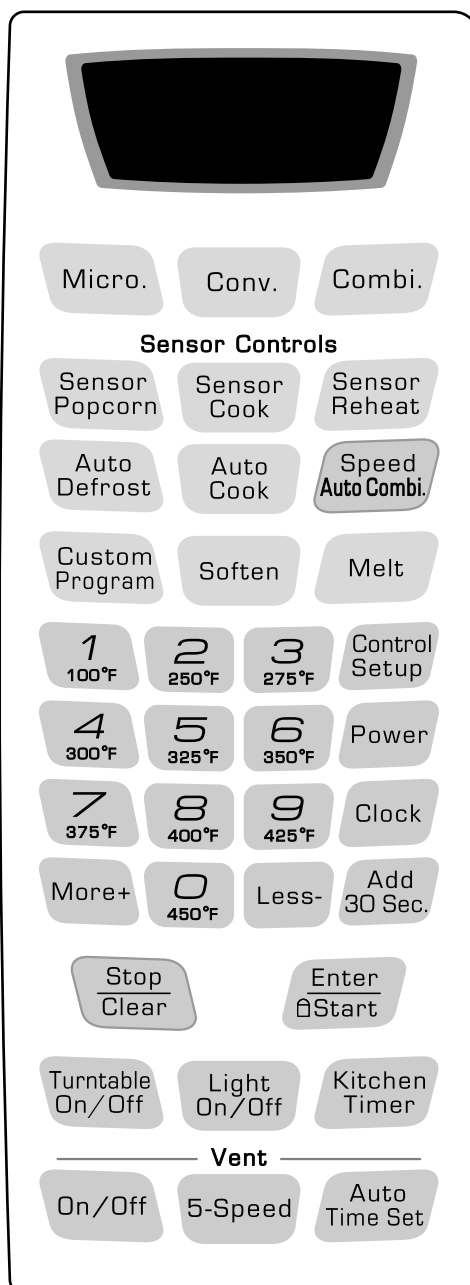 Micro. Conv. Combi.
Sensor Controls
Sensor Popcorn
Sensor Cook
Sensor Reheat
Auto Defrost
Auto Cook
Speed Auto Combi.
Custom Program
Soften
Melt
1 100°F
2 250°F
3 275°F
Control Setup
4 300°F
5 325°F
6 350°F
Power
7 375°F
8 400°F
9 425°F
Clock
More+
0 450°F
Less-
Add 30 Sec.
Stop
Clear
Enter
Start
Turntable On/Off
Light On/Off
Kitchen Timer
Vent
On/Off
5-Speed
Auto Time Set